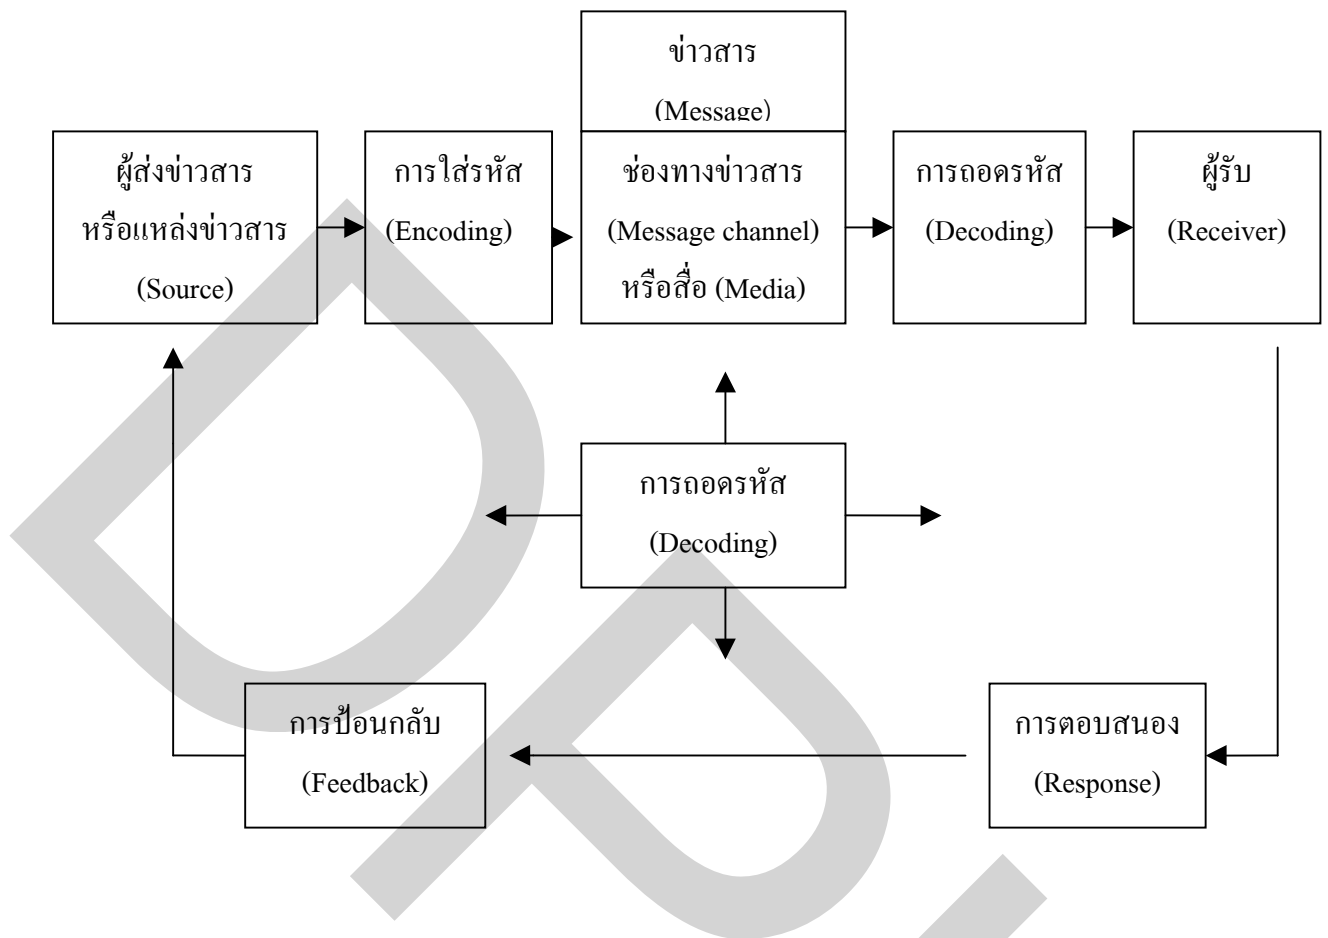 ข่าวสาร
(Message)
ผู้ส่งข่าวสาร
หรือแหล่งข่าวสาร
(Source)
การใส่รหัส
(Encoding)
ช่องทางข่าวสาร
(Message channel)
หรือสื่อ (Media)
การถอดรหัส
(Decoding)
ผู้รับ
(Receiver)
การถอดรหัส
(Decoding)
การป้อนกลับ
(Feedback)
การตอบสนอง
(Response)